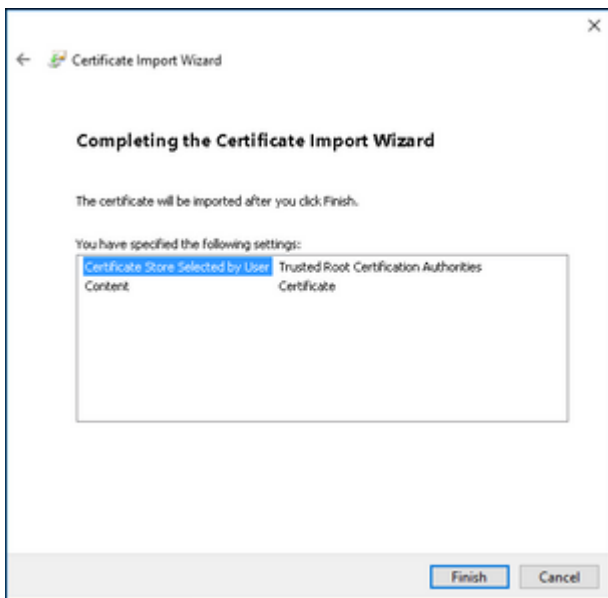 Certificate Import Wizard
Completing the Certificate Import Wizard
The certificate will be imported after you click Finish.
You have specified the following settings:
Certificate Store Selected by User Trusted Root Certification Authorities
Content Certificate
Finish Cancel